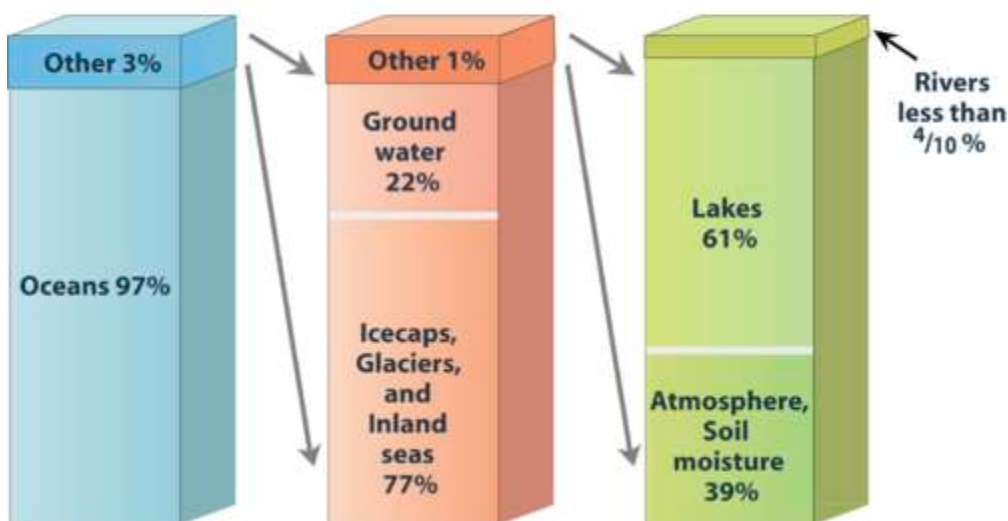 Other 3%
Oceans 97%
Other 1%
Ground
water
22%
Icecaps,
Glaciers,
and
Inland
seas
77%
Lakes
61%
Atmosphere,
Soil
moisture
39%
Rivers
less than
4/10 %